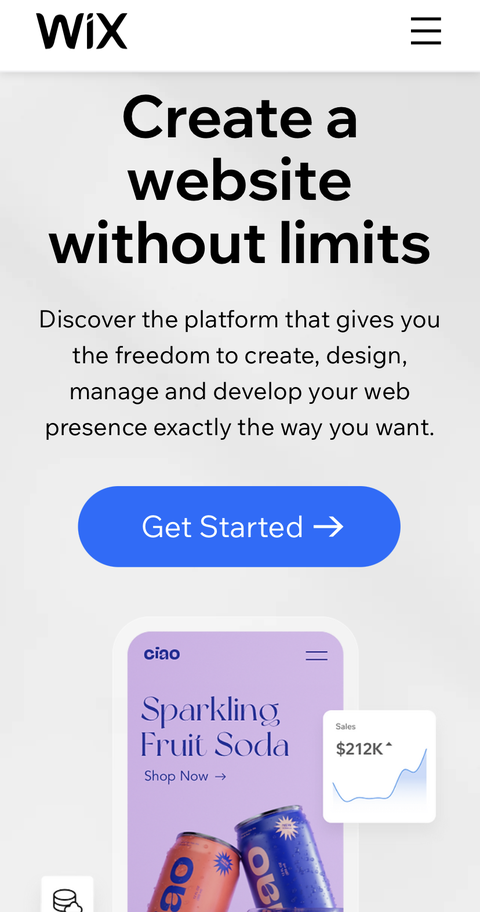 WiX
Create a
website
without limits
Discover the platform that gives you
the freedom to create, design,
manage and develop your web
presence exactly the way you want.
Get Started →
ciao
Sparkling
Fruit Soda
Shop Now →
Sales
$212K
ciao
ciao